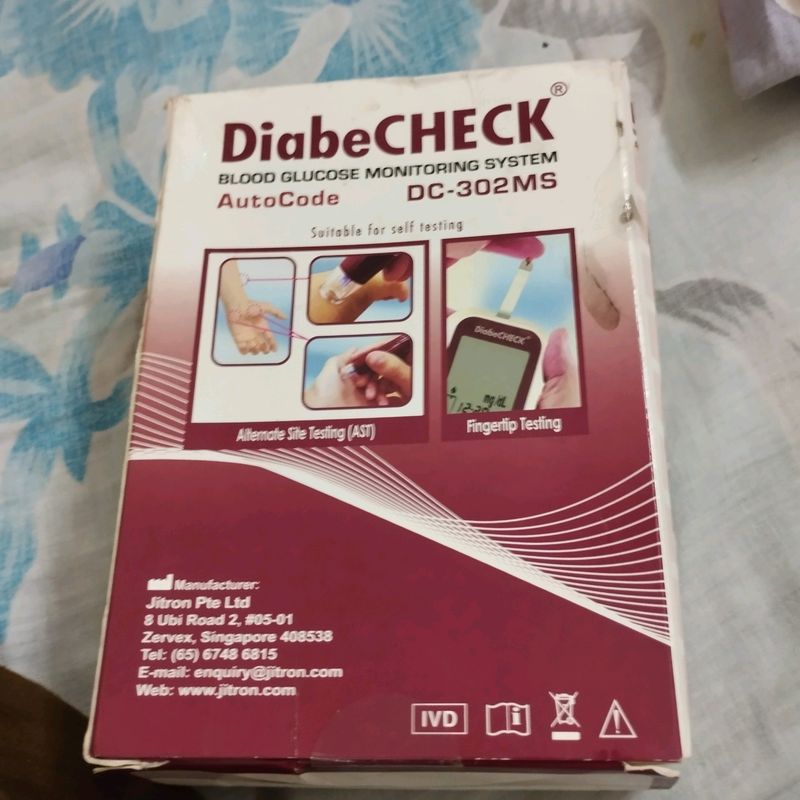 DiabeCHECK®
BLOOD GLUCOSE MONITORING SYSTEM
AutoCode DC-302MS
Suitable for self testing
DiabeCHECK®
mg/dL
12:20
Alternate Site Testing (AST)
Fingertip Testing
Manufacturer:
Jitron Pte Ltd
8 Ubi Road 2, #05-01
Zervex, Singapore 408538
Tel: (65) 6748 6815
E-mail: enquiry@jitron.com
Web: www.jitron.com
IVD
i